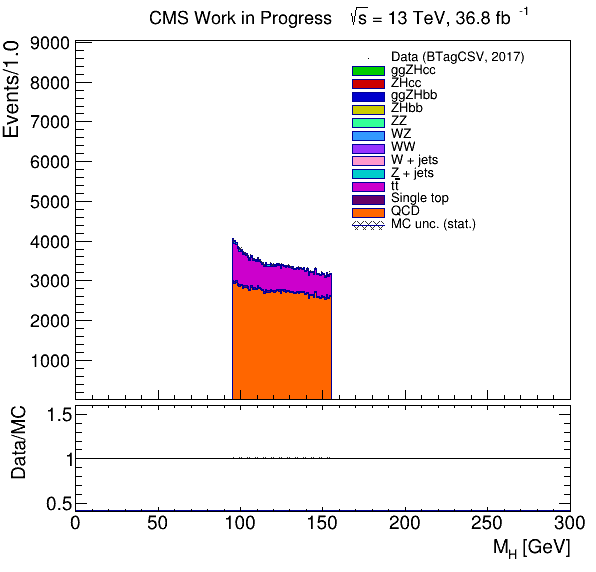 CMS Work in Progress √s = 13 TeV, 36.8 fb -1
Events/1.0
9000
8000
7000
6000
5000
4000
3000
2000
1000
Data (BTagCSV, 2017)
ggZHcc
ZHcc
ggZHbb
ZHbb
ZZ
WZ
WW
W + jets
Z + jets
tt̅
Single top
QCD
MC unc. (stat.)
Data/MC
1.5
1
0.5
0 50 100 150 200 250 300
M_H [GeV]